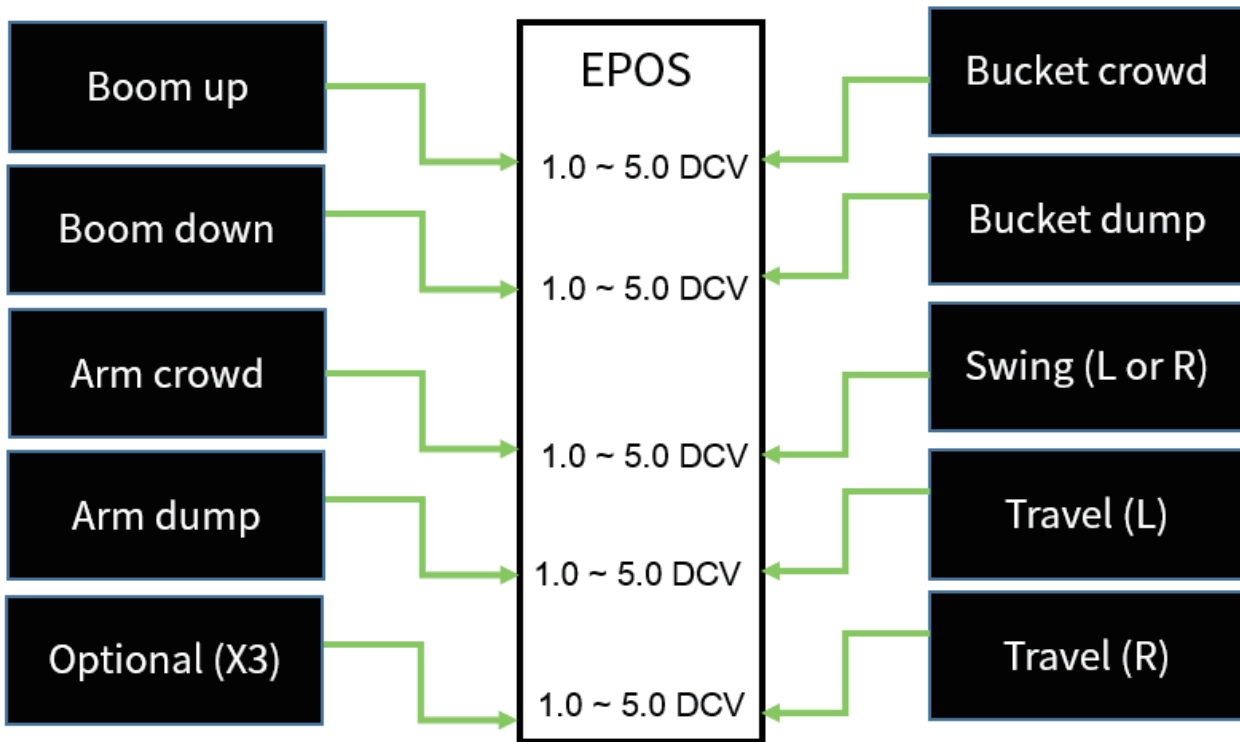 Boom up
Boom down
Arm crowd
Arm dump
Optional (X3)
EPOS
1.0 ~ 5.0 DCV
1.0 ~ 5.0 DCV
1.0 ~ 5.0 DCV
1.0 ~ 5.0 DCV
1.0 ~ 5.0 DCV
Bucket crowd
Bucket dump
Swing (L or R)
Travel (L)
Travel (R)